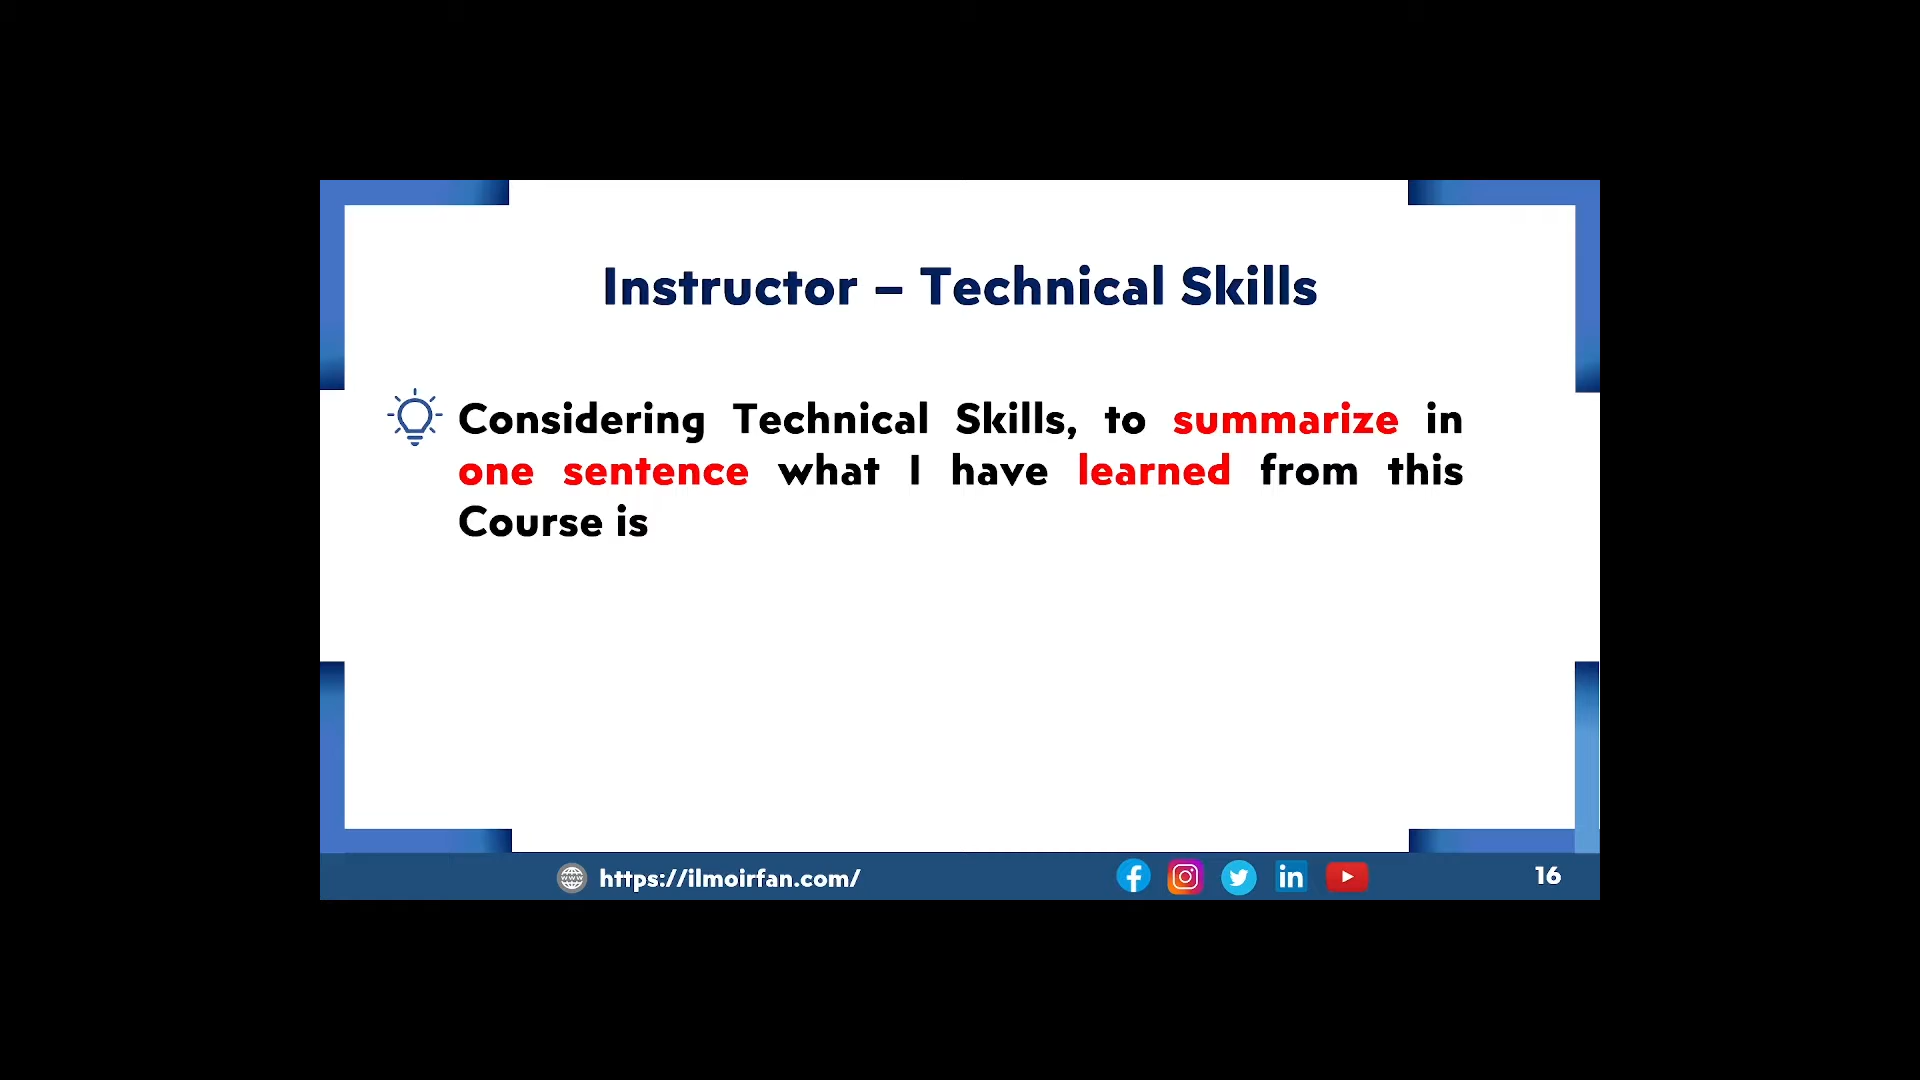 Instructor – Technical Skills
Considering Technical Skills, to summarize in
one sentence what I have learned from this
Course is
https://ilmoirfan.com/
16